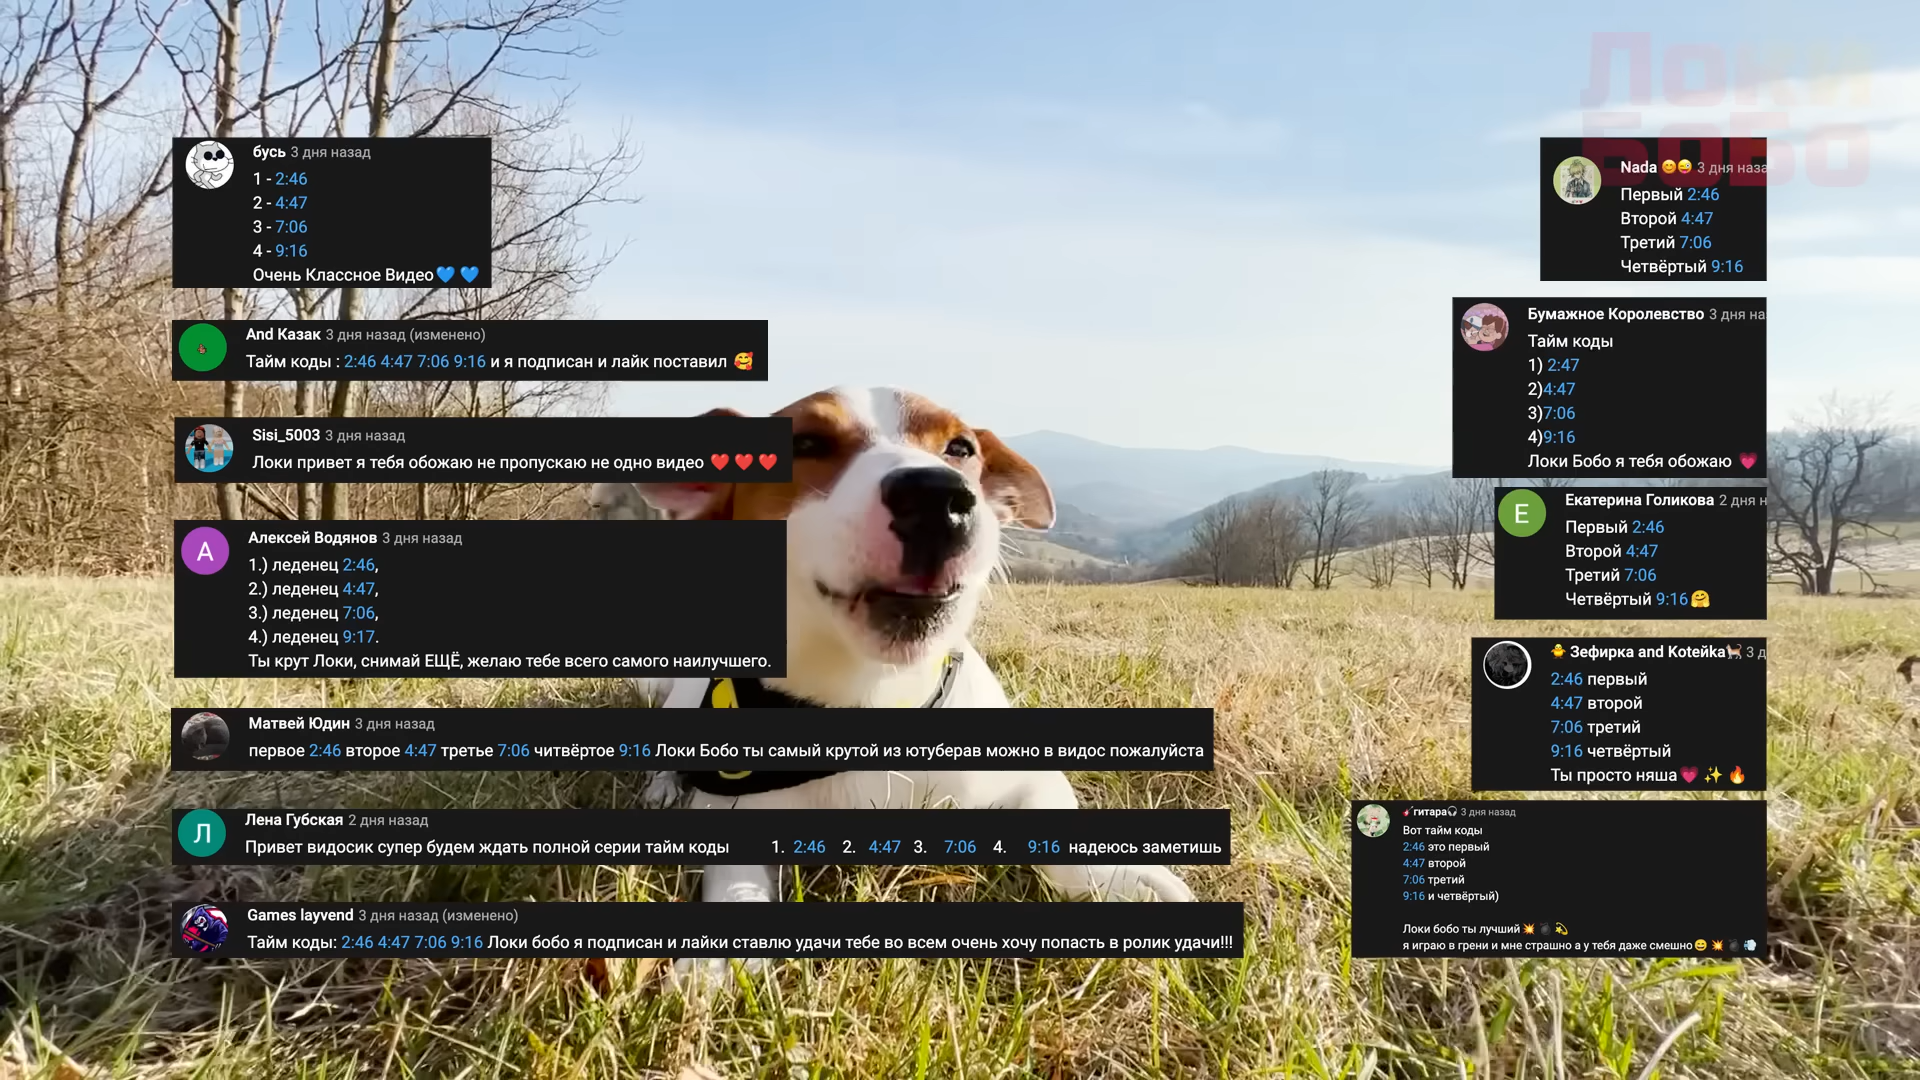 Локи
Бобо
бусь 3 дня назад
1 - 2:46
2 - 4:47
3 - 7:06
4 - 9:16
Очень Классное Видео💙 💙
And Казак 3 дня назад (изменено)
Тайм коды : 2:46 4:47 7:06 9:16 и я подписан и лайк поставил 🥰
Sisi_5003 3 дня назад
Локи привет я тебя обожаю не пропускаю не одно видео ❤️ ❤️ ❤️
А
Алексей Водянов 3 дня назад
1.) леденец 2:46,
2.) леденец 4:47,
3.) леденец 7:06,
4.) леденец 9:17.
Ты крут Локи, снимай ЕЩЁ, желаю тебе всего самого наилучшего.
Матвей Юдин 3 дня назад
первое 2:46 второе 4:47 третье 7:06 читвёртое 9:16 Локи Бобо ты самый крутой из ютуберав можно в видос пожалуйста
Л
Лена Губская 2 дня назад
Привет видосик супер будем ждать полной серии тайм коды 1. 2:46 2. 4:47 3. 7:06 4. 9:16 надеюсь заметишь
Games layvend 3 дня назад (изменено)
Тайм коды: 2:46 4:47 7:06 9:16 Локи бобо я подписан и лайки ставлю удачи тебе во всем очень хочу попасть в ролик удачи!!!
Nada 😊😜 3 дня наза
Первый 2:46
Второй 4:47
Третий 7:06
Четвёртый 9:16
Бумажное Королевство 3 дня на
Тайм коды
1) 2:47
2)4:47
3)7:06
4)9:16
Локи Бобо я тебя обожаю 💗
Е
Екатерина Голикова 2 дня н
Первый 2:46
Второй 4:47
Третий 7:06
Четвёртый 9:16🤗
🐥 Зефирка and Koteйka🐕 3 д
2:46 первый
4:47 второй
7:06 третий
9:16 четвёртый
Ты просто няша💗 ✨ 🔥
🎸гитара🎧 3 дня назад
Вот тайм коды
2:46 это первый
4:47 второй
7:06 третий
9:16 и четвёртый)
Локи бобо ты лучший💥 💣 💫
я играю в грени и мне страшно а у тебя даже смешно😄 💥 💣 💨